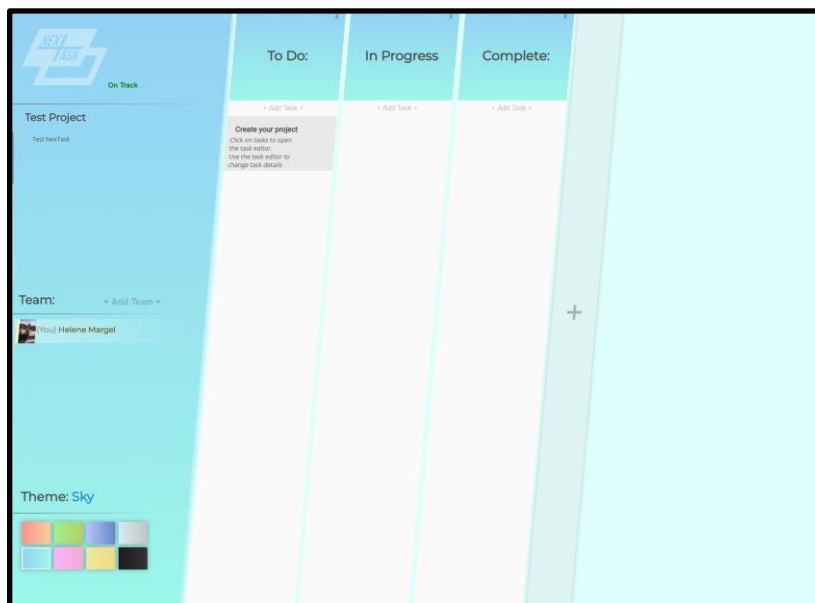 NEXT
TASK
On Track
Test Project
Test NexTask
Team:
+ Add Team +
(You) Helene Margel
Theme: Sky
x
To Do:
+ Add Task +
Create your project
Click on tasks to open
the task editor.
Use the task editor to
change task details
x
In Progress
+ Add Task +
x
Complete:
+ Add Task +
+